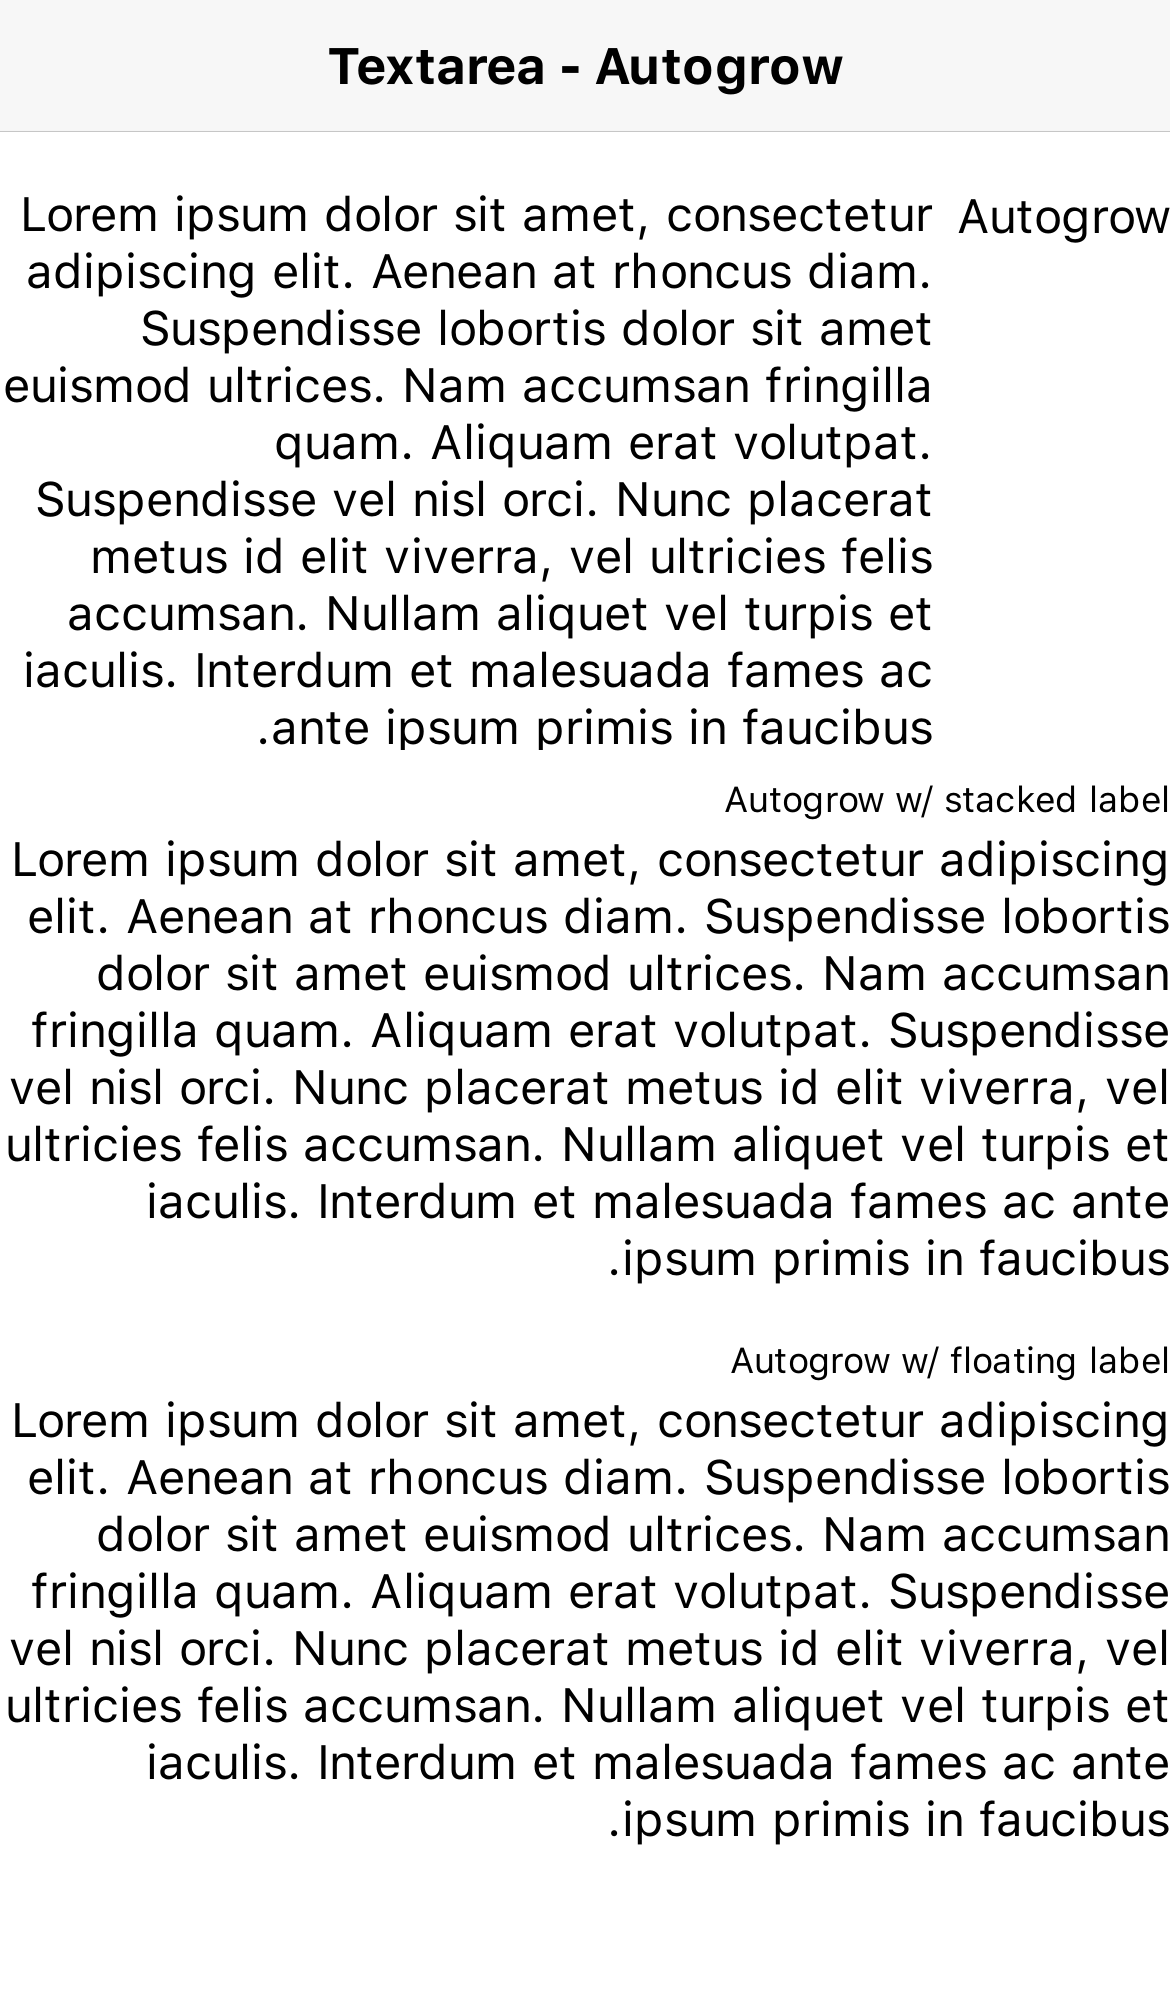 Textarea - Autogrow
Autogrow
Lorem ipsum dolor sit amet, consectetur
adipiscing elit. Aenean at rhoncus diam.
Suspendisse lobortis dolor sit amet
euismod ultrices. Nam accumsan fringilla
quam. Aliquam erat volutpat.
Suspendisse vel nisl orci. Nunc placerat
metus id elit viverra, vel ultricies felis
accumsan. Nullam aliquet vel turpis et
iaculis. Interdum et malesuada fames ac
.ante ipsum primis in faucibus
Autogrow w/ stacked label
Lorem ipsum dolor sit amet, consectetur adipiscing
elit. Aenean at rhoncus diam. Suspendisse lobortis
dolor sit amet euismod ultrices. Nam accumsan
fringilla quam. Aliquam erat volutpat. Suspendisse
vel nisl orci. Nunc placerat metus id elit viverra, vel
ultricies felis accumsan. Nullam aliquet vel turpis et
iaculis. Interdum et malesuada fames ac ante
.ipsum primis in faucibus
Autogrow w/ floating label
Lorem ipsum dolor sit amet, consectetur adipiscing
elit. Aenean at rhoncus diam. Suspendisse lobortis
dolor sit amet euismod ultrices. Nam accumsan
fringilla quam. Aliquam erat volutpat. Suspendisse
vel nisl orci. Nunc placerat metus id elit viverra, vel
ultricies felis accumsan. Nullam aliquet vel turpis et
iaculis. Interdum et malesuada fames ac ante
.ipsum primis in faucibus